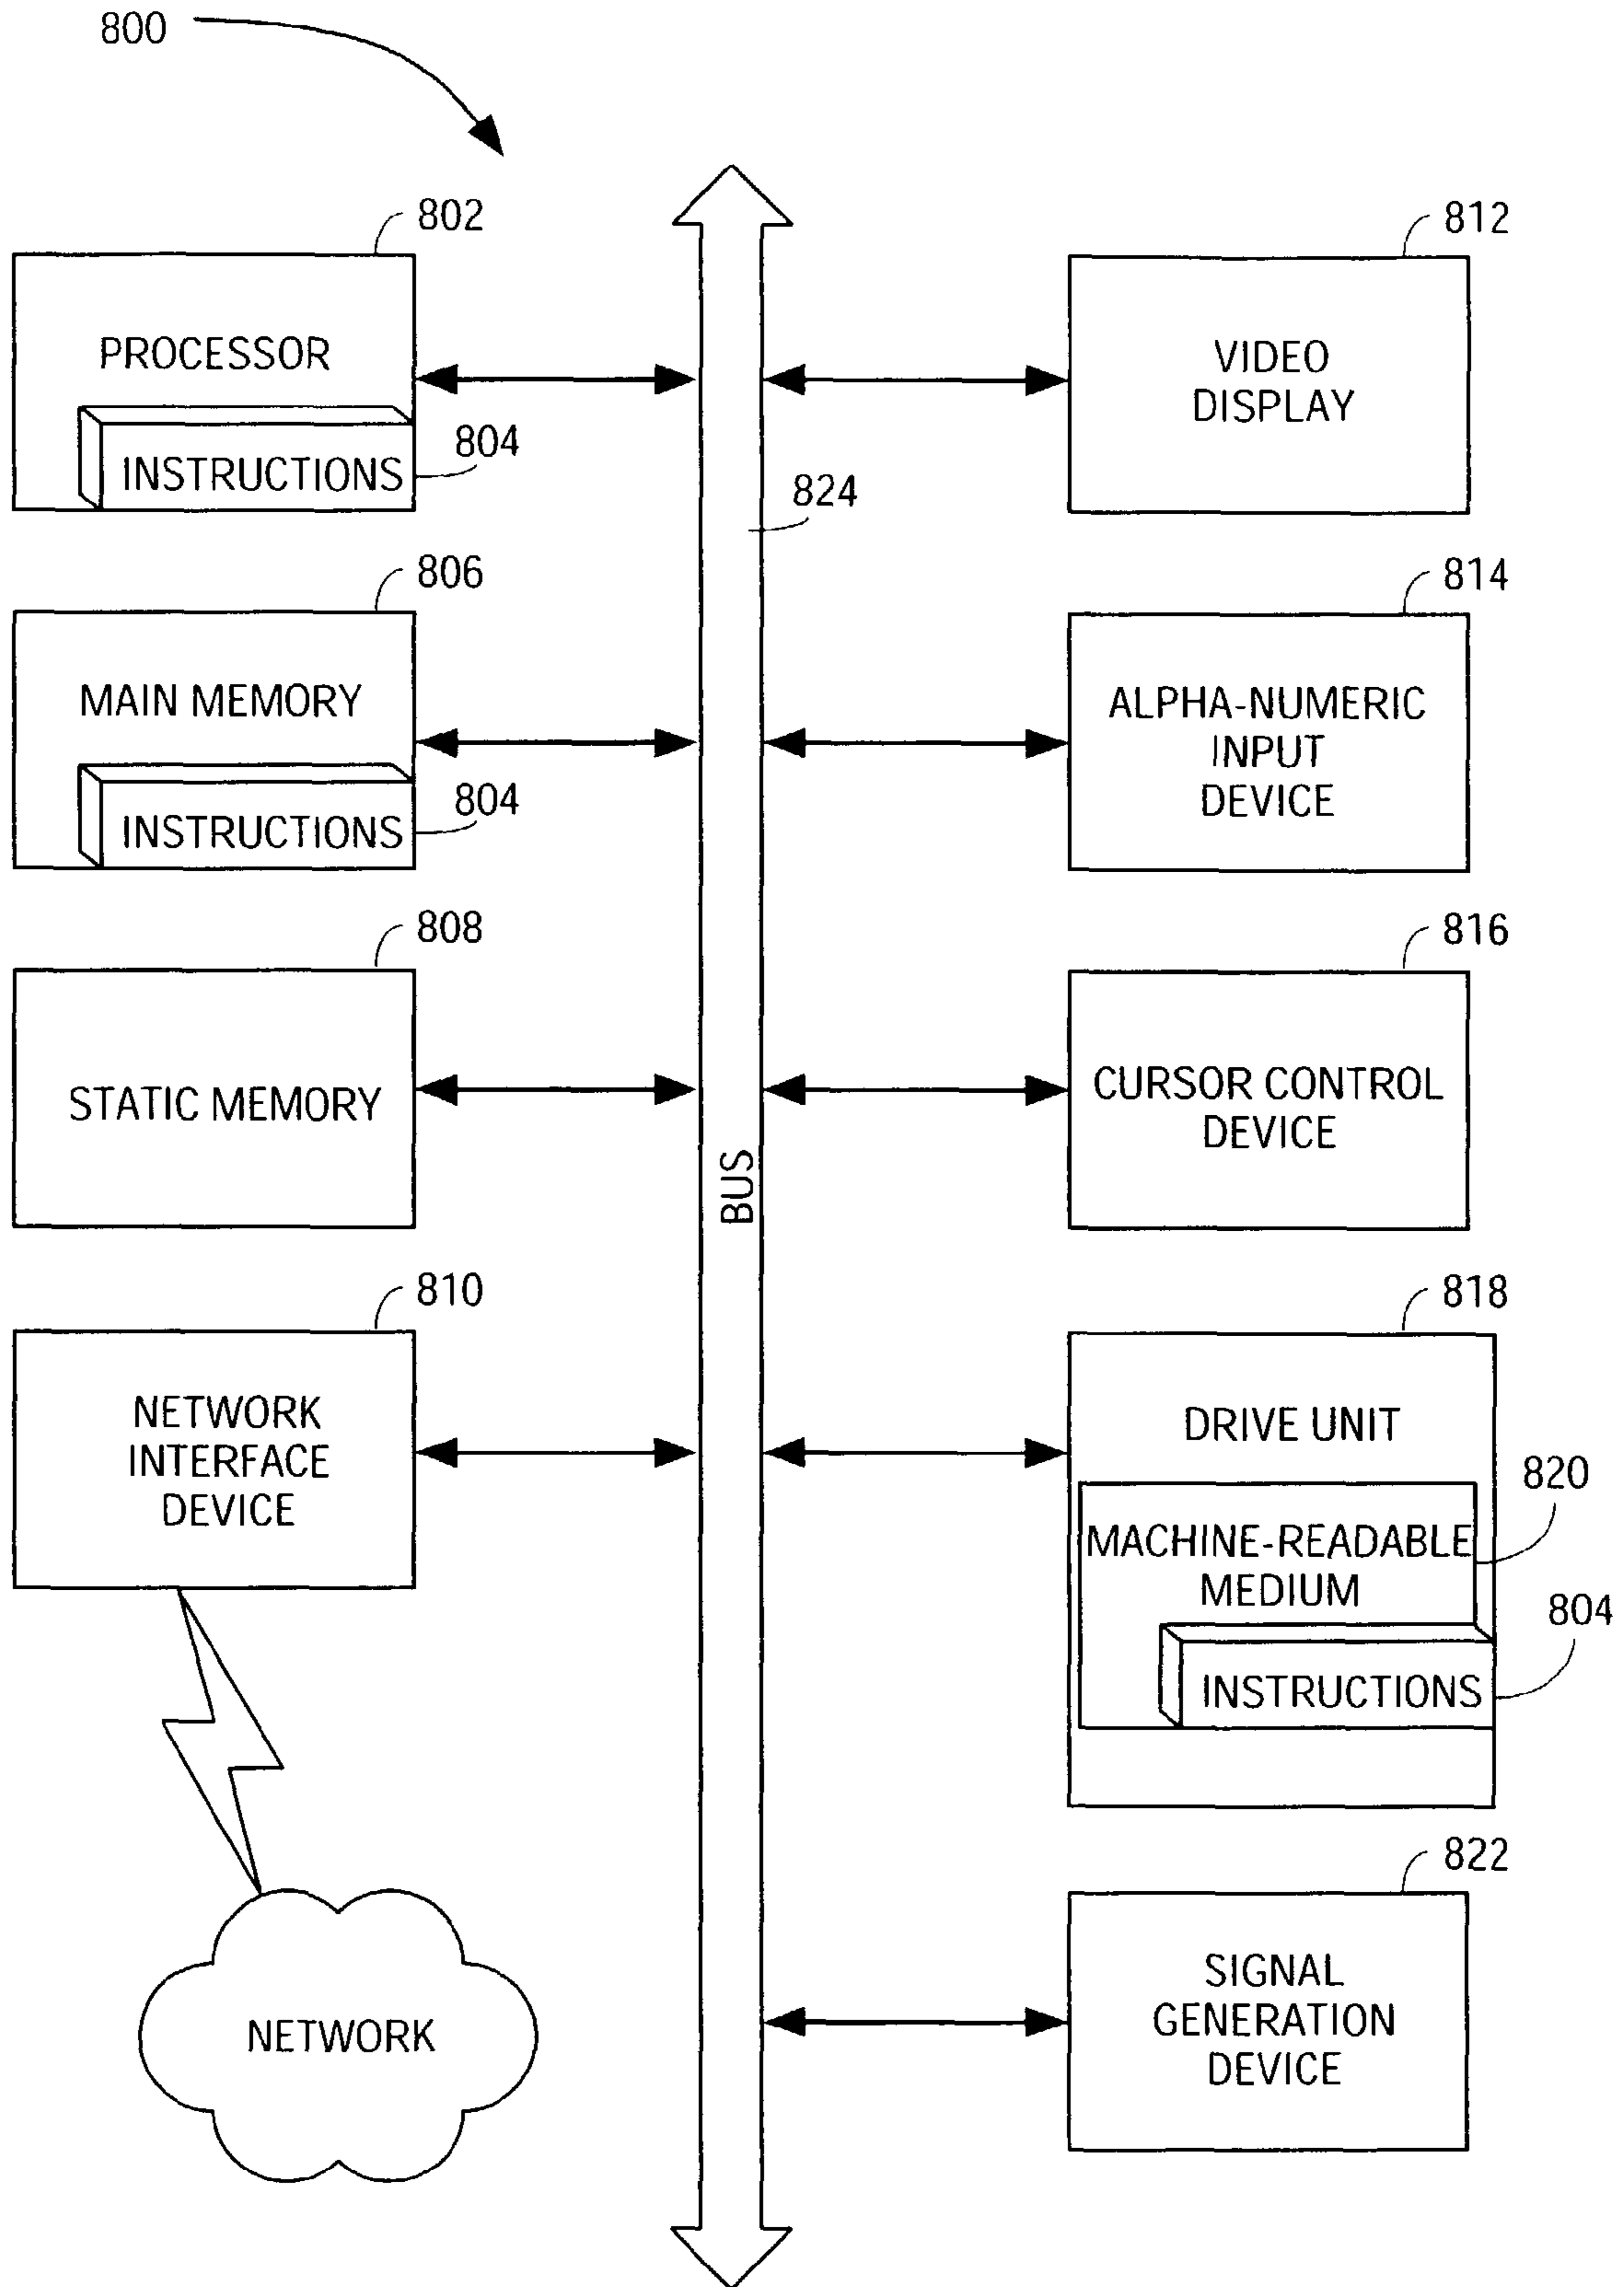 800
802
PROCESSOR
804
INSTRUCTIONS
806
MAIN MEMORY
804
INSTRUCTIONS
808
STATIC MEMORY
810
NETWORK
INTERFACE
DEVICE
NETWORK
824
BUS
812
VIDEO
DISPLAY
814
ALPHA-NUMERIC
INPUT
DEVICE
816
CURSOR CONTROL
DEVICE
818
DRIVE UNIT
820
MACHINE-READABLE
MEDIUM
804
INSTRUCTIONS
822
SIGNAL
GENERATION
DEVICE